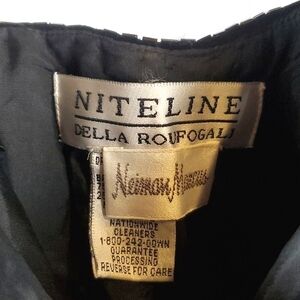 NITELINE
DELLA ROUFOGALI
Neiman Marcus
NATIONWIDE
CLEANERS
1-800-242-DOWN
GUARANTEE
PROCESSING
REVERSE FOR CARE